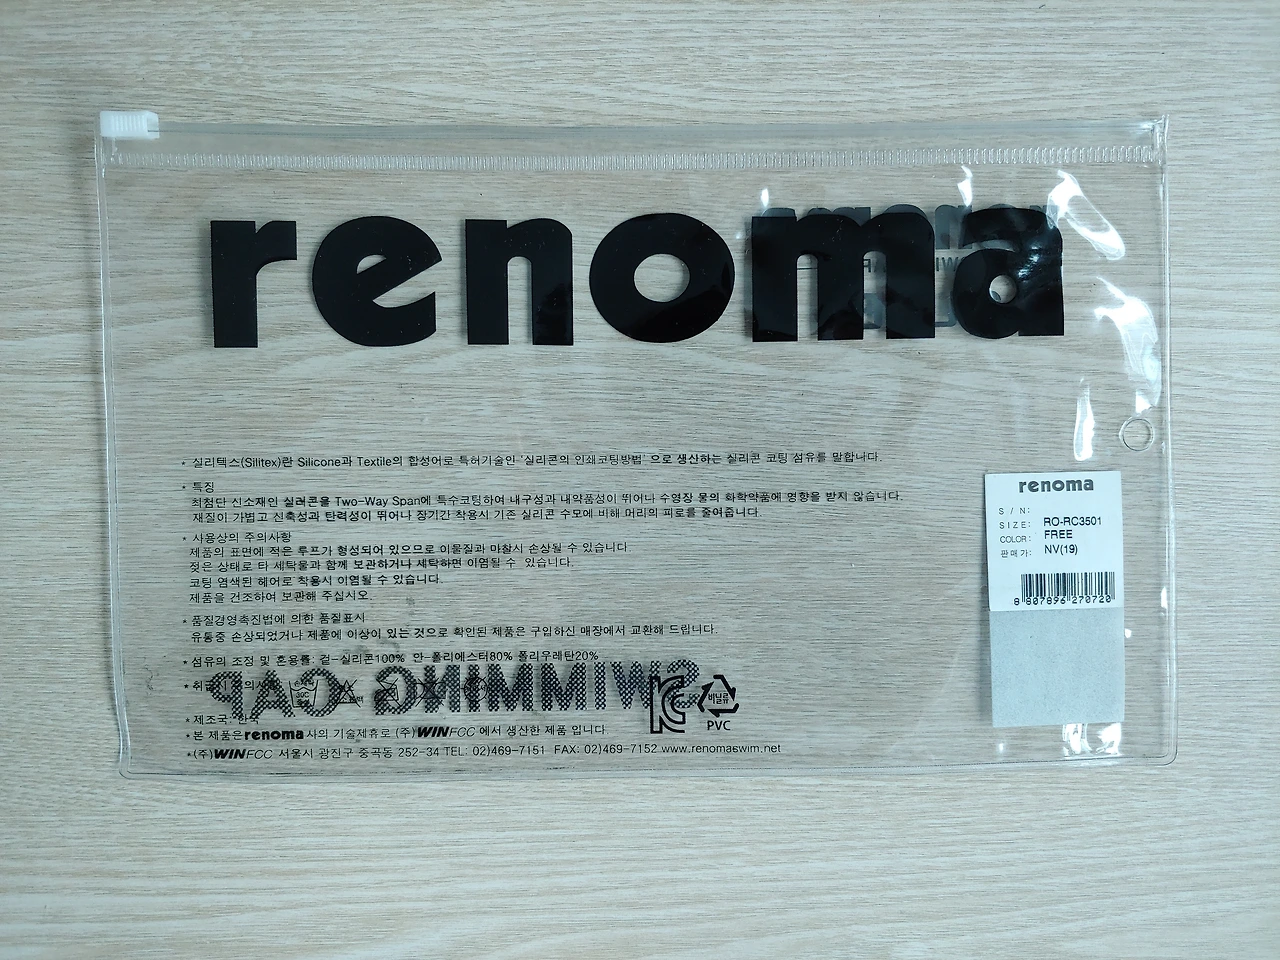 renoma
* 실리텍스(Silitex)란 Silicone과 Textile의 합성어로 특허기술인 '실리콘의 인쇄코팅방법' 으로 생산하는 실리콘 코팅 섬유를 말합니다.
* 특징
최첨단 신소재인 실러콘을 Two-Way Span에 특수코팅하여 내구성과 내약품성이 뛰어나 수영장 물의 화학약품에 영향을 받지 않습니다.
재질이 가볍고 신축성과 탄력성이 뛰어나 장기간 착용시 기존 실리콘 수모에 비해 머리의 피로를 줄여줍니다.
* 사용상의 주의사항
제품의 표면에 적은 루프가 형성되어 있으므로 이물질과 마찰시 손상될 수 있습니다.
젖은 상태로 타 세탁물과 함께 보관하거나 세탁하면 이염될 수 있습니다.
코팅 염색된 헤어로 착용시 이염될 수 있습니다.
제품을 건조하여 보관해 주십시오.
* 품질경영촉진법에 의한 품질표시
유통중 손상되었거나 제품에 이상이 있는 것으로 확인된 제품은 구입하신 매장에서 교환해 드립니다.
* 섬유의 조정 및 혼용률: 겉-실리콘100% 안-폴리에스터80% 폴리우레탄20%
SWIMMING CAP
비닐류
PVC
* 제조국: 한국
* 본 제품은 renoma 사의 기술제휴로 (주)WINFCC 에서 생산한 제품 입니다
* (주)WINFCC 서울시 광진구 중곡동 252-34 TEL: 02)469-7151 FAX: 02)469-7152 www.renomaswim.net
renoma
S / N:
SIZE: RO-RC3501
COLOR: FREE
판매가: NV(19)
8 807896 270720